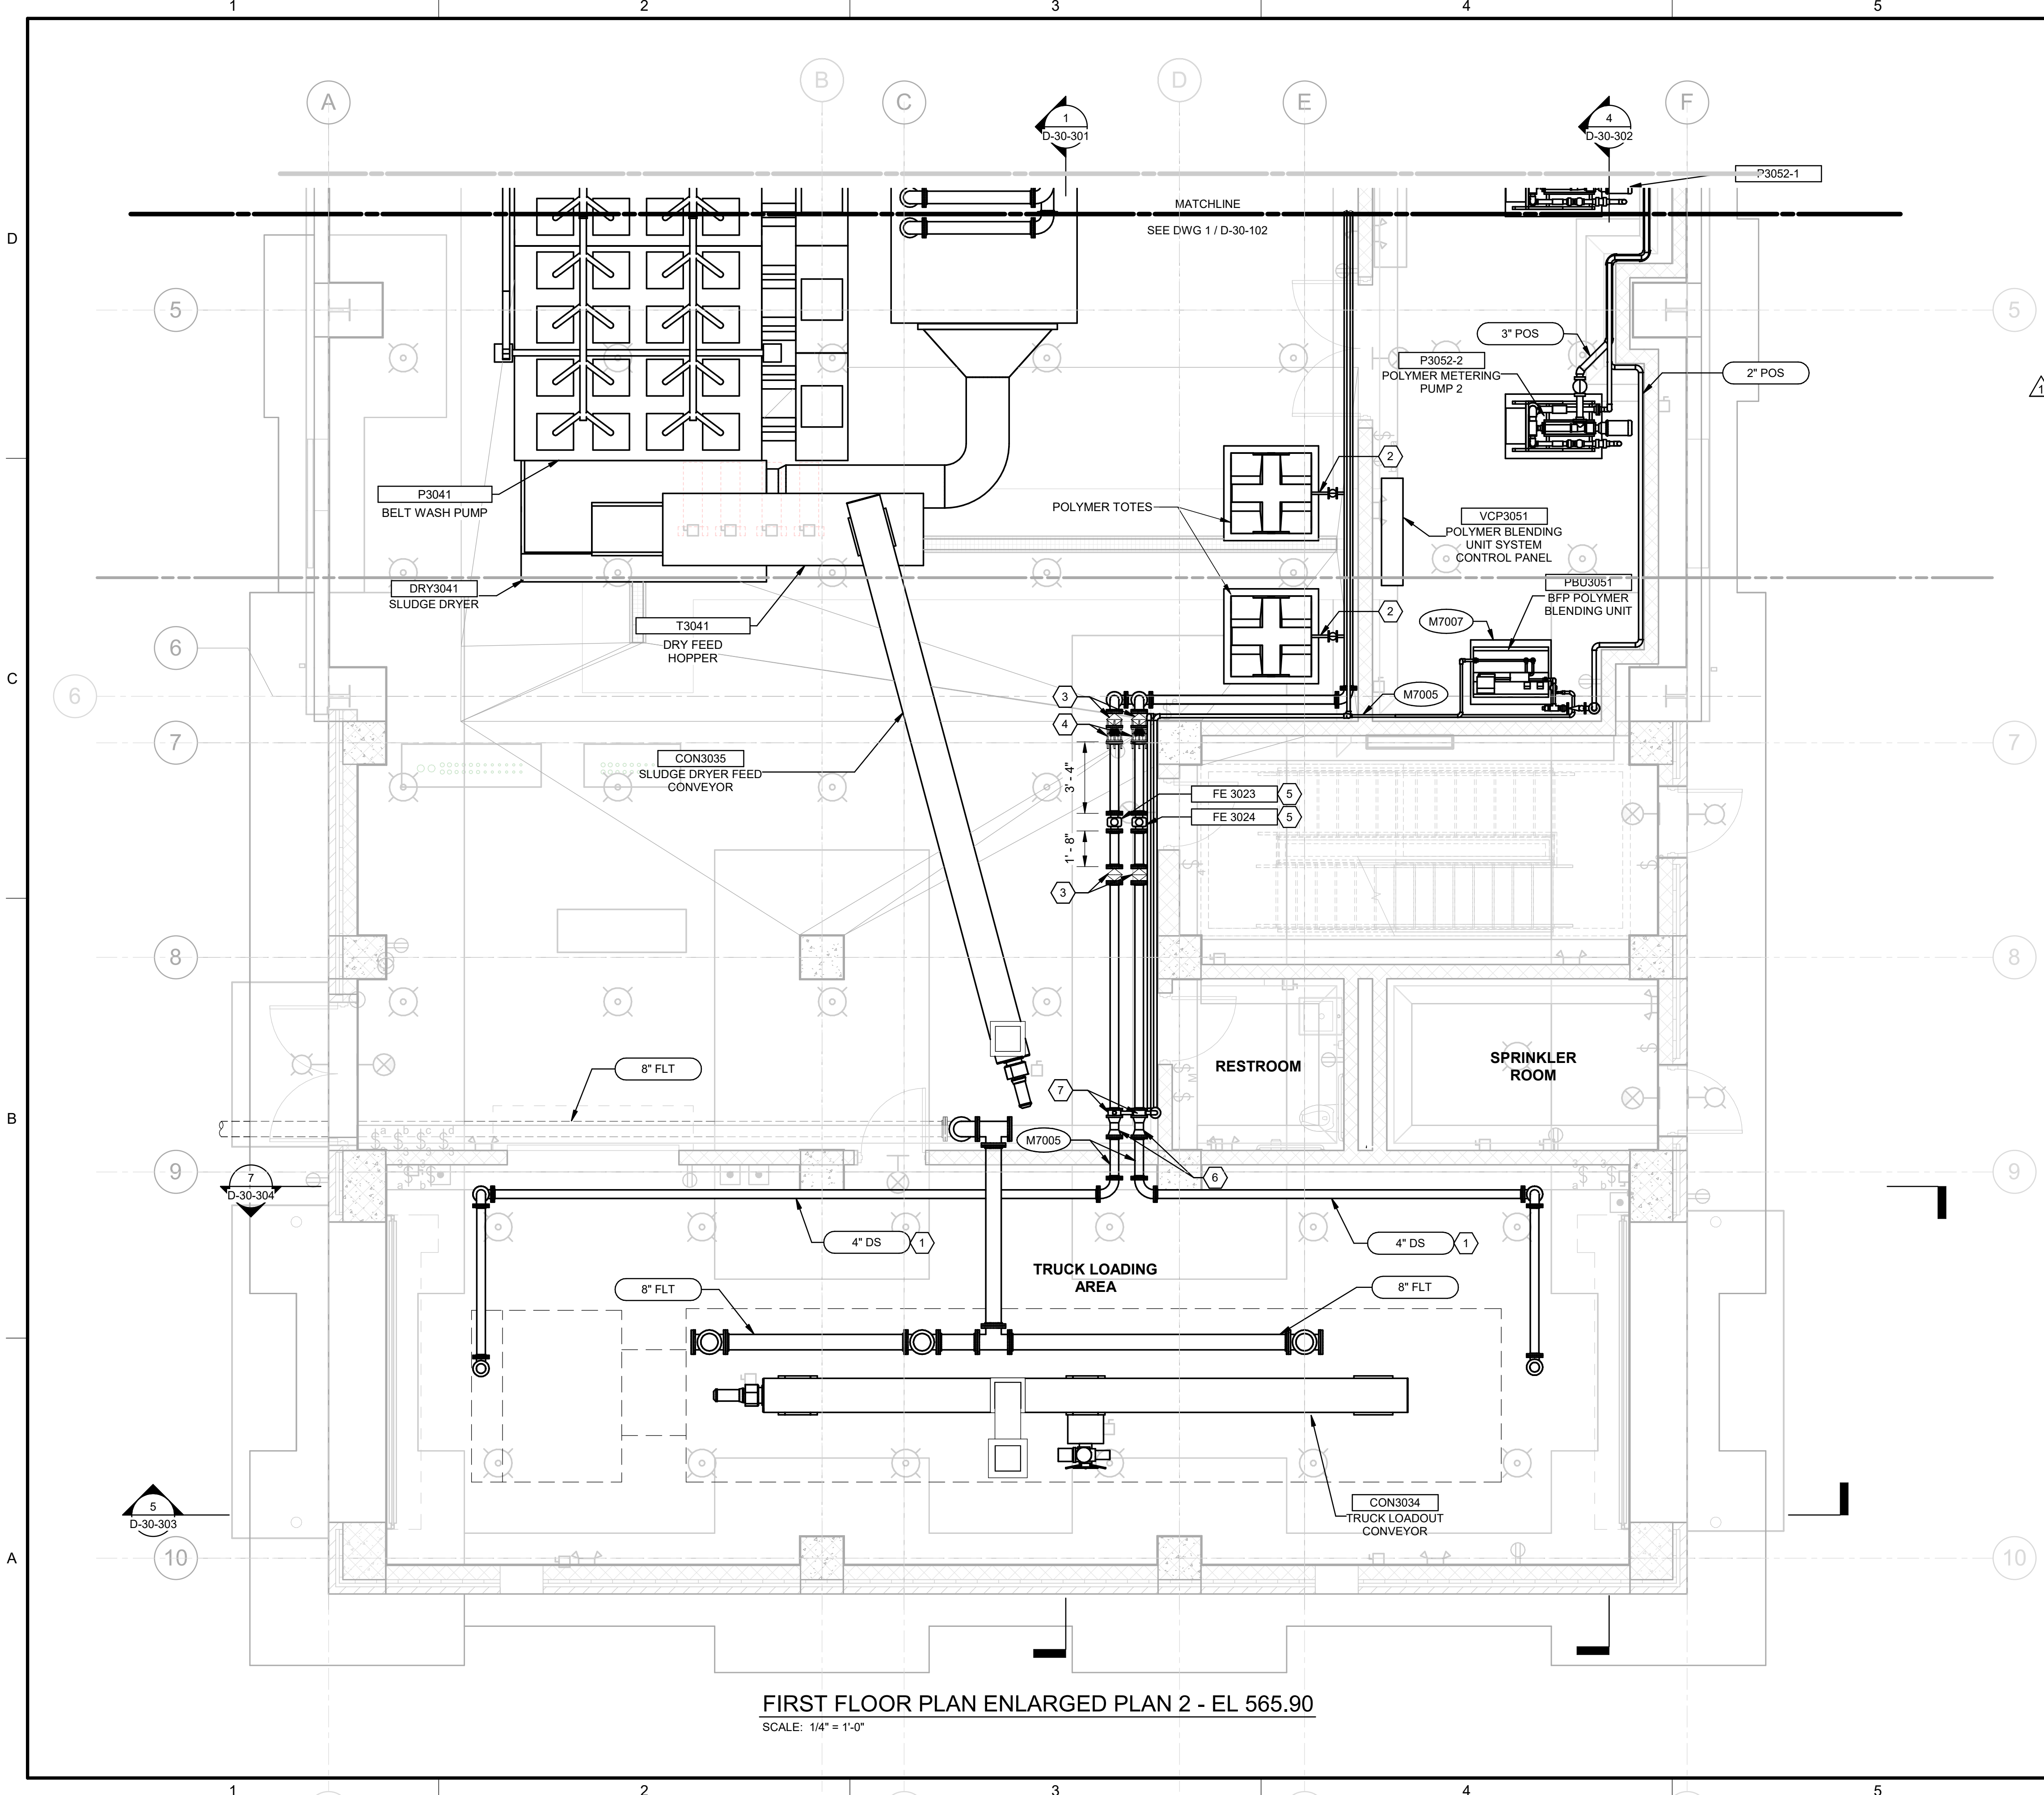 1 2 3 4 5
A B C D E F
1
D-30-301
4
D-30-302
P3052-1
MATCHLINE
SEE DWG 1 / D-30-102
D
5
5
3" POS
P3052-2
POLYMER METERING
PUMP 2
2" POS
1
2
P3041
BELT WASH PUMP
POLYMER TOTES
VCP3051
POLYMER BLENDING
UNIT SYSTEM
CONTROL PANEL
DRY3041
SLUDGE DRYER
PBU3051
BFP POLYMER
BLENDING UNIT
T3041
DRY FEED
HOPPER
2
M7007
6
C
6
3
M7005
4
7
7
CON3035
SLUDGE DRYER FEED
CONVEYOR
3' - 4"
FE 3023
5
FE 3024
5
1' - 8"
3
8
8
8" FLT
RESTROOM
SPRINKLER
ROOM
7
B
M7005
a b c d
9
9
6
7
D-30-304
4" DS
1
4" DS
1
TRUCK LOADING
AREA
8" FLT
8" FLT
CON3034
TRUCK LOADOUT
CONVEYOR
5
D-30-303
A
10
10
FIRST FLOOR PLAN ENLARGED PLAN 2 - EL 565.90
SCALE: 1/4" = 1'-0"
1 2 3 4 5